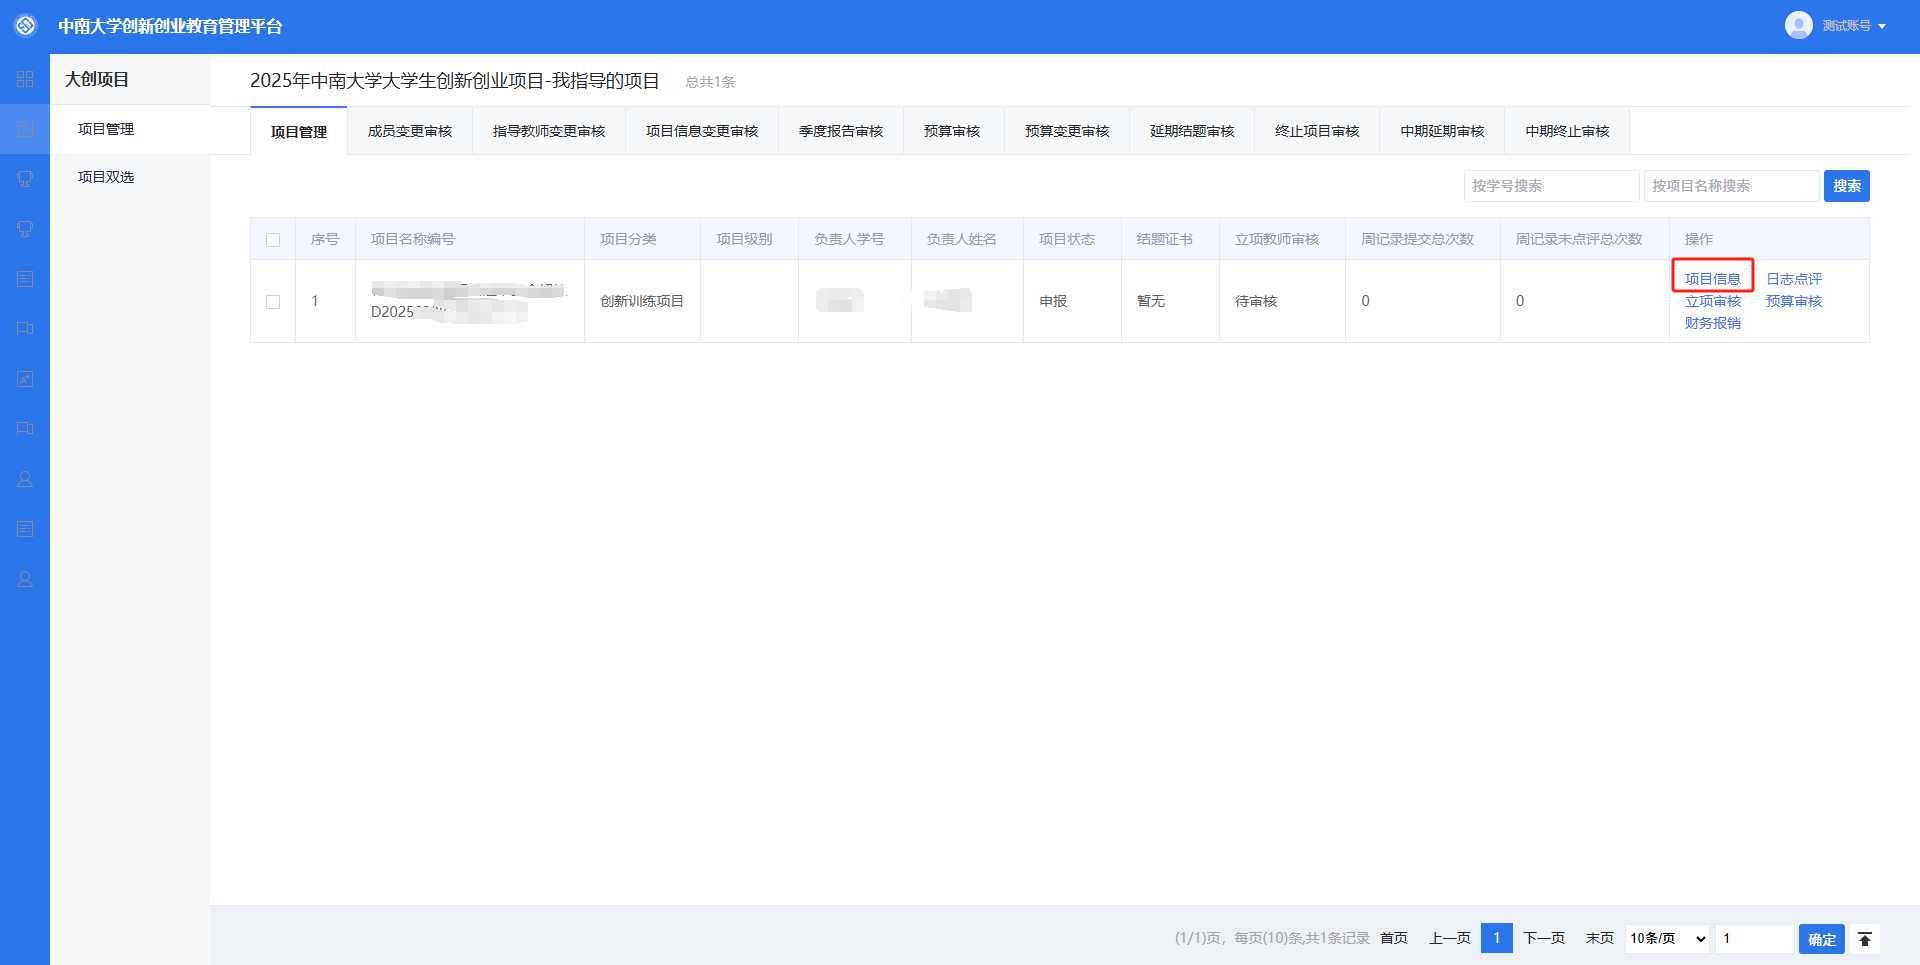 中南大学创新创业教育管理平台
测试账号
大创项目
项目管理
项目双选
2025年中南大学大学生创新创业项目-我指导的项目 总共1条
项目管理 成员变更审核 指导教师变更审核 项目信息变更审核 季度报告审核 预算审核 预算变更审核 延期结题审核 终止项目审核 中期延期审核 中期终止审核
按学号搜索 按项目名称搜索 搜索
序号 项目名称编号 项目分类 项目级别 负责人学号 负责人姓名 项目状态 结题证书 立项教师审核 周记录提交总次数 周记录未点评总次数 操作
项目信息 日志点评
1 创新训练项目 申报 暂无 待审核 0 0 立项审核 预算审核
D2025
财务报销
(1/1)页，每页(10)条,共1条记录 首页 上一页 1 下一页 末页 10条/页 1 确定